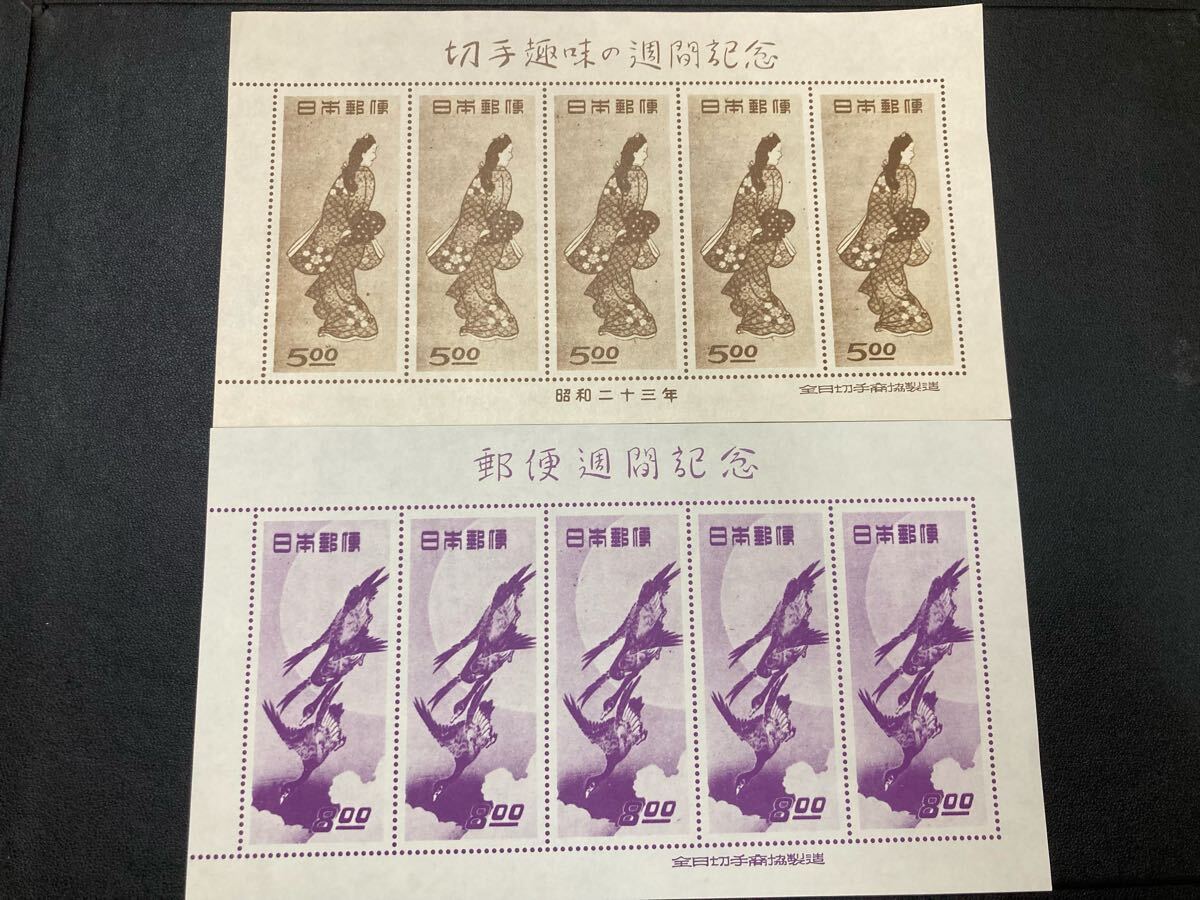 切手趣味の週間記念
日本郵便 日本郵便 日本郵便 日本郵便 日本郵便
5.00 5.00 5.00 5.00 5.00
昭和二十三年
全日切手商協製造
郵便週間記念
日本郵便 日本郵便 日本郵便 日本郵便 日本郵便
8.00 8.00 8.00 8.00 8.00
全日切手商協製造